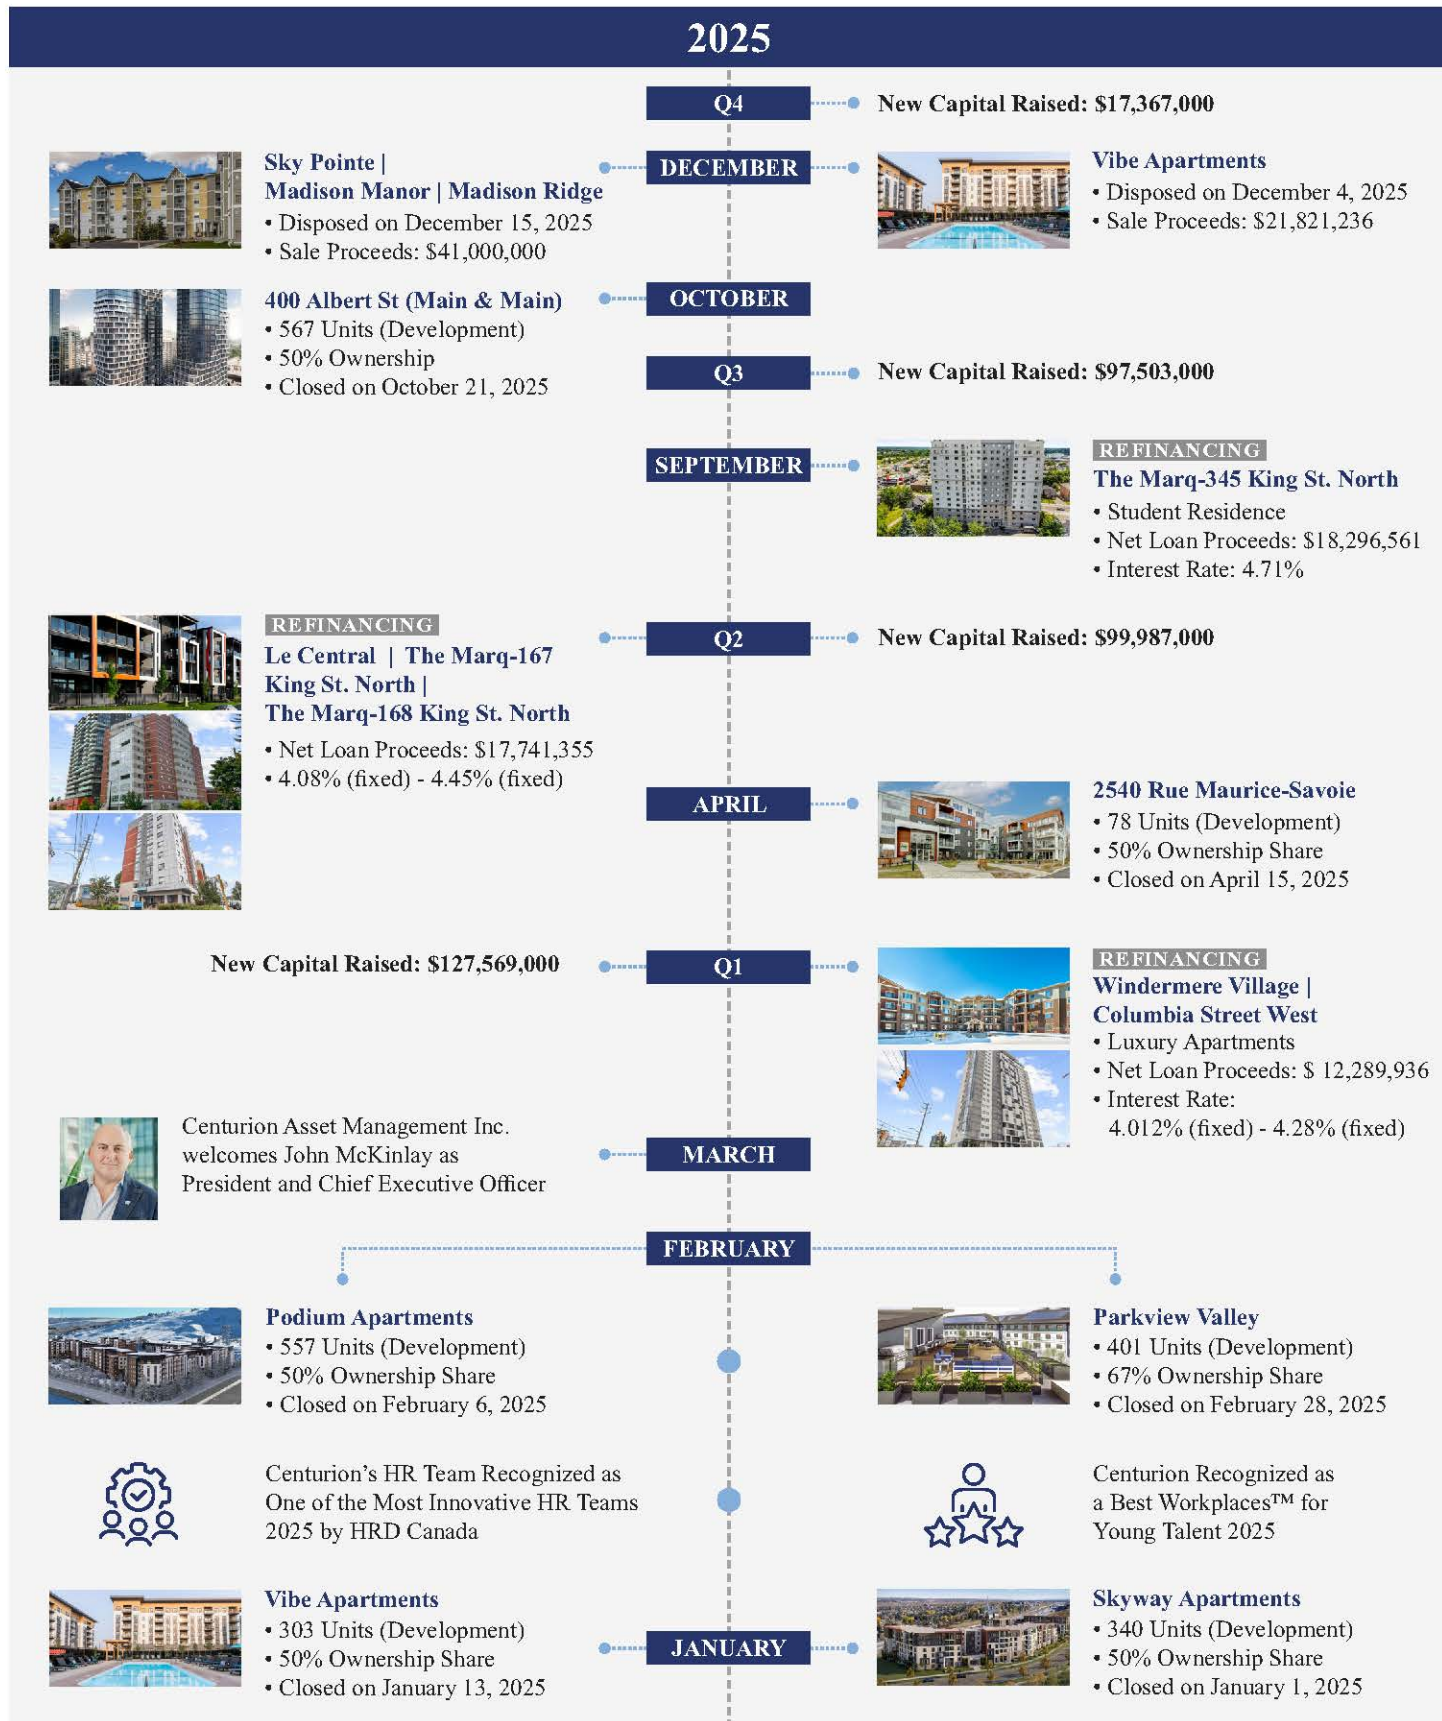 2025
Q4
New Capital Raised: $17,367,000
Sky Pointe |
Madison Manor | Madison Ridge
• Disposed on December 15, 2025
• Sale Proceeds: $41,000,000
DECEMBER
Vibe Apartments
• Disposed on December 4, 2025
• Sale Proceeds: $21,821,236
400 Albert St (Main & Main)
• 567 Units (Development)
• 50% Ownership
• Closed on October 21, 2025
OCTOBER
Q3
New Capital Raised: $97,503,000
SEPTEMBER
REFINANCING
The Marq-345 King St. North
• Student Residence
• Net Loan Proceeds: $18,296,561
• Interest Rate: 4.71%
REFINANCING
Le Central | The Marq-167
King St. North |
The Marq-168 King St. North
• Net Loan Proceeds: $17,741,355
• 4.08% (fixed) - 4.45% (fixed)
Q2
New Capital Raised: $99,987,000
APRIL
2540 Rue Maurice-Savoie
• 78 Units (Development)
• 50% Ownership Share
• Closed on April 15, 2025
New Capital Raised: $127,569,000
Q1
REFINANCING
Windermere Village |
Columbia Street West
• Luxury Apartments
• Net Loan Proceeds: $ 12,289,936
• Interest Rate:
4.012% (fixed) - 4.28% (fixed)
Centurion Asset Management Inc.
welcomes John McKinlay as
President and Chief Executive Officer
MARCH
FEBRUARY
Podium Apartments
• 557 Units (Development)
• 50% Ownership Share
• Closed on February 6, 2025
Parkview Valley
• 401 Units (Development)
• 67% Ownership Share
• Closed on February 28, 2025
Centurion's HR Team Recognized as
One of the Most Innovative HR Teams
2025 by HRD Canada
Centurion Recognized as
a Best Workplaces™ for
Young Talent 2025
Vibe Apartments
• 303 Units (Development)
• 50% Ownership Share
• Closed on January 13, 2025
JANUARY
Skyway Apartments
• 340 Units (Development)
• 50% Ownership Share
• Closed on January 1, 2025